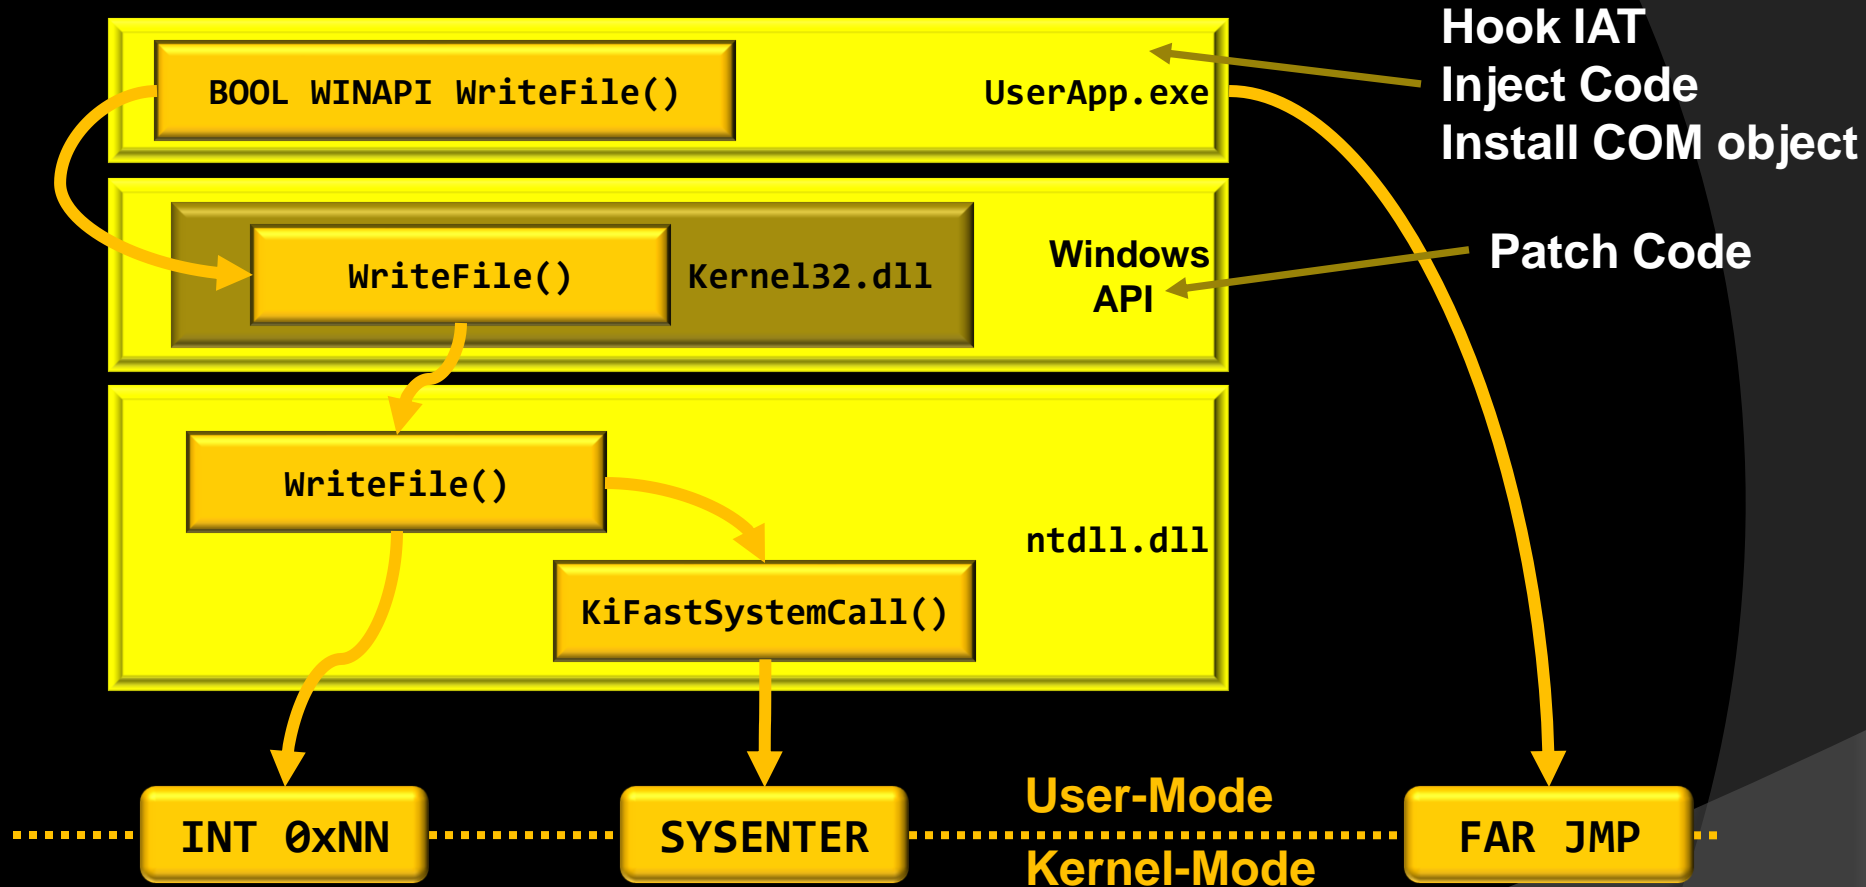 Hook IAT
Inject Code
Install COM object
BOOL WINAPI WriteFile()
UserApp.exe
WriteFile()
Kernel32.dll
Windows
API
Patch Code
WriteFile()
ntdll.dll
KiFastSystemCall()
User-Mode
INT 0xNN
SYSENTER
FAR JMP
Kernel-Mode